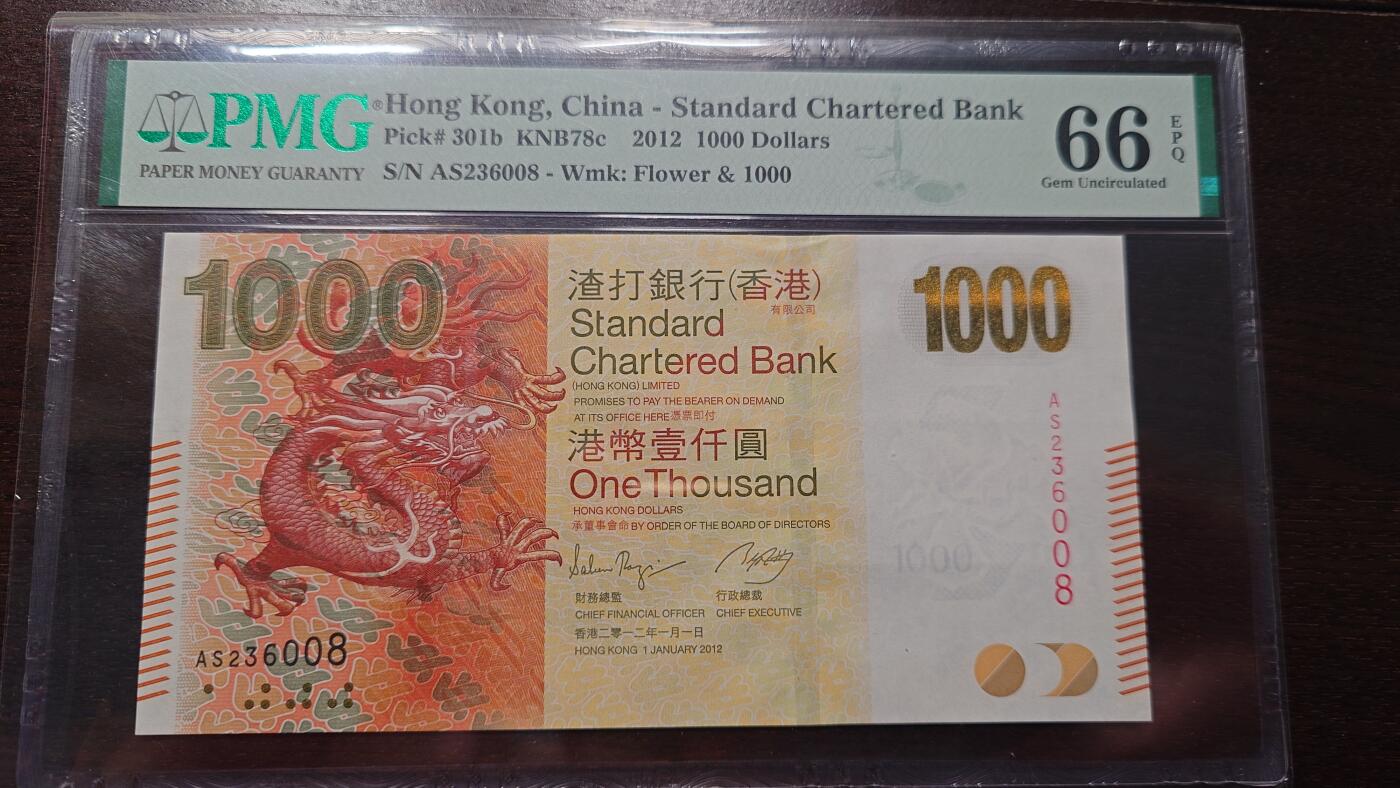 PMG®
PAPER MONEY GUARANTY
Hong Kong, China - Standard Chartered Bank
Pick# 301b KNB78c 2012 1000 Dollars
S/N AS236008 - Wmk: Flower & 1000
66
EPQ
Gem Uncirculated
1000
渣打銀行(香港)
有限公司
Standard
Chartered Bank
(HONG KONG) LIMITED
PROMISES TO PAY THE BEARER ON DEMAND
AT ITS OFFICE HERE 憑票即付
港幣壹仟圓
One Thousand
HONG KONG DOLLARS
承董事會命 BY ORDER OF THE BOARD OF DIRECTORS
財務總監 行政總裁
CHIEF FINANCIAL OFFICER CHIEF EXECUTIVE
香港二零一二年一月一日
HONG KONG 1 JANUARY 2012
AS236008
1000
AS236008
1000